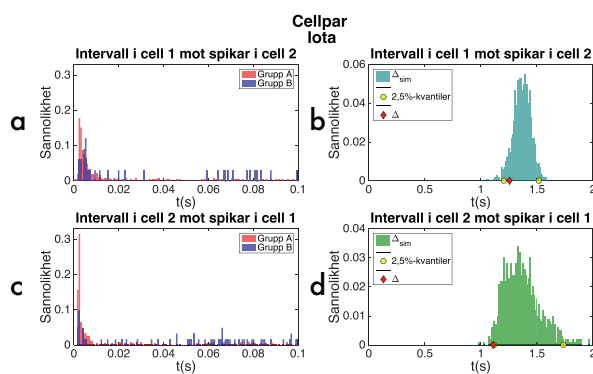 Cellpar
Iota
a
Intervall i cell 1 mot spikar i cell 2
Sannolikhet
0.3
0.2
0.1
0
Grupp A
Grupp B
0 0.02 0.04 0.06 0.08 0.1
t(s)
b
Intervall i cell 1 mot spikar i cell 2
Sannolikhet
0.06
0.04
0.02
0
Δsim
2,5%-kvantiler
Δ
0 0.5 1 1.5 2
t(s)
c
Intervall i cell 2 mot spikar i cell 1
Sannolikhet
0.3
0.2
0.1
0
Grupp A
Grupp B
0 0.02 0.04 0.06 0.08 0.1
t(s)
d
Intervall i cell 2 mot spikar i cell 1
Sannolikhet
0.04
0.03
0.02
0.01
0
Δsim
2,5%-kvantiler
Δ
0 0.5 1 1.5 2
t(s)